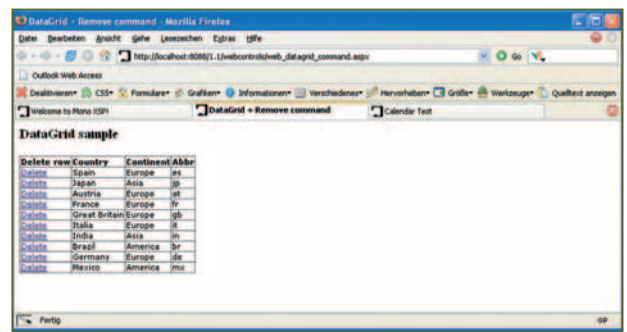 DataGrid + Remove command - Mozilla Firefox
Datei Bearbeiten Ansicht Gehe Lesezeichen Extras Hilfe
http://localhost:8088/1.1/webcontrols/web_datagrid_command.aspx Go
Outlook Web Access
Deaktivieren CSS Formulare Grafiken Informationen Verschiedenes Hervorheben Größe Werkzeuge Quelltext anzeigen
Welcome to Mono XSP! DataGrid + Remove command Calendar Test
DataGrid sample
Delete row Country Continent Abbr
Delete Spain Europe es
Delete Japan Asia jp
Delete Austria Europe at
Delete France Europe fr
Delete Great Britain Europe gb
Delete Italia Europe it
Delete India Asia in
Delete Brazil America br
Delete Germany Europe de
Delete Mexico America mx
Fertig